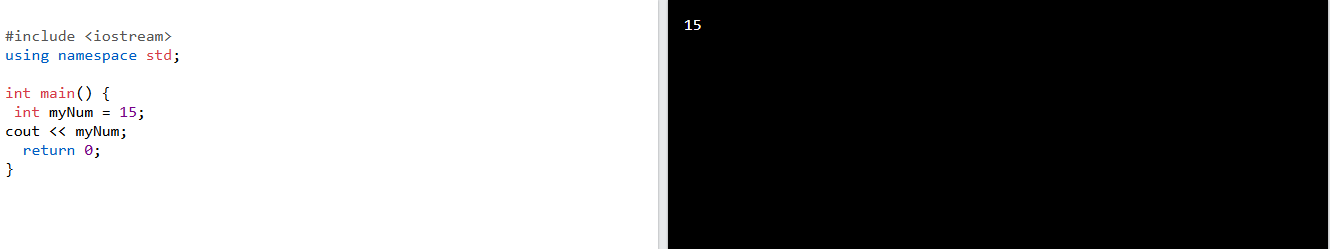 #include <iostream>
using namespace std;
int main() {
 int myNum = 15;
cout << myNum;
  return 0;
}
15